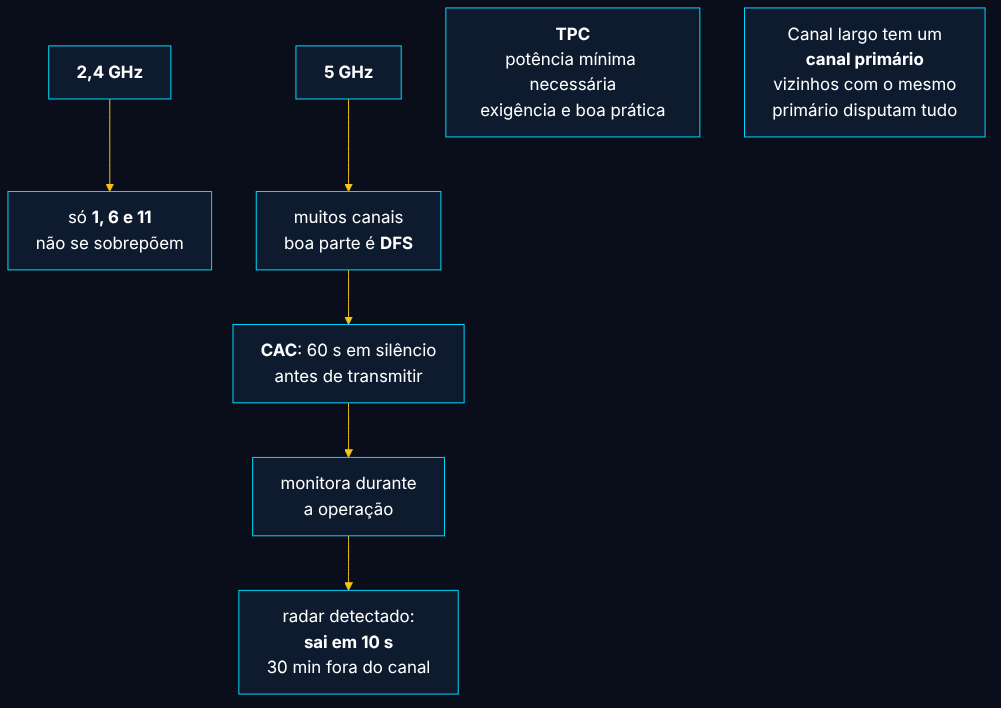 2,4 GHz
só 1, 6 e 11
não se sobrepõem
5 GHz
muitos canais
boa parte é DFS
CAC: 60 s em silêncio
antes de transmitir
monitora durante
a operação
radar detectado:
sai em 10 s
30 min fora do canal
TPC
potência mínima
necessária
exigência e boa prática
Canal largo tem um
canal primário
vizinhos com o mesmo
primário disputam tudo